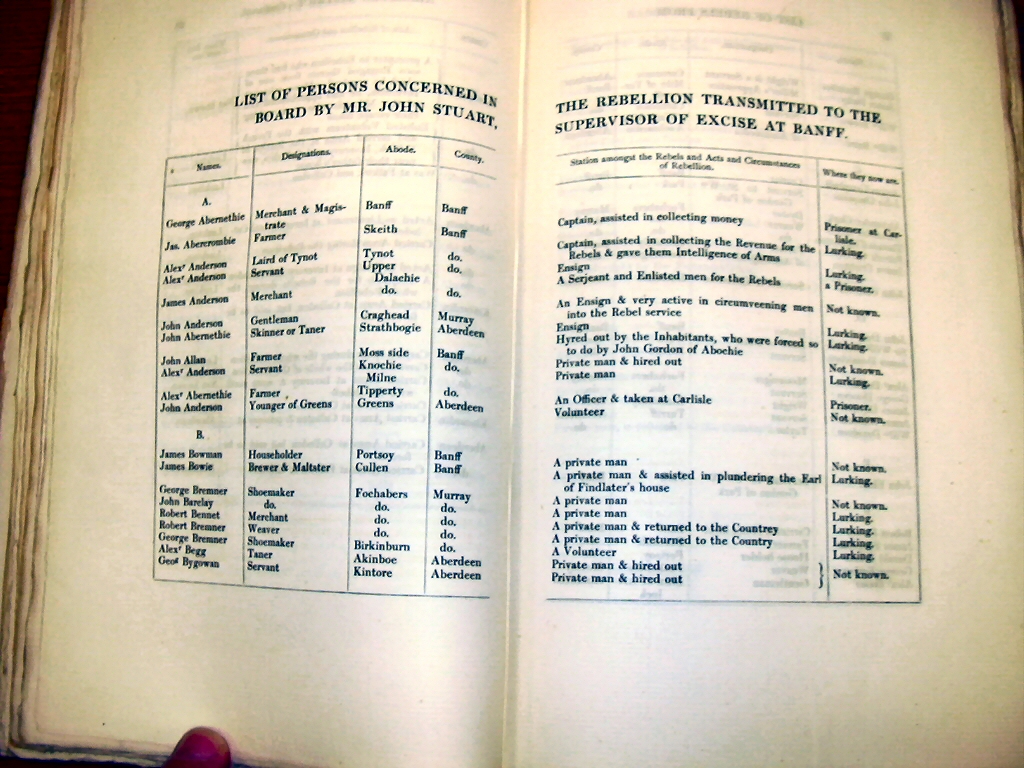 LIST OF PERSONS CONCERNED IN
BOARD BY MR. JOHN STUART,
Names. Designations. Abode. County.
A.
George Abernethie Merchant & Magis- Banff Banff
trate
Jas. Abercrombie Farmer Skeith Banff
Alexr Anderson Laird of Tynot Tynot do.
Alexr Anderson Servant Upper do.
Dalachie
James Anderson Merchant do. do.
John Anderson Gentleman Craghead Murray
John Abernethie Skinner or Taner Strathbogie Aberdeen
John Allan Farmer Moss side Banff
Alexr Anderson Servant Knochie do.
Milne
Alexr Abernethie Farmer Tipperty do.
John Anderson Younger of Greens Greens Aberdeen
B.
James Bowman Householder Portsoy Banff
James Bowie Brewer & Maltster Cullen Banff
George Bremner Shoemaker Fochabers Murray
John Barclay do. do. do.
Robert Bennet Merchant do. do.
Robert Bremner Weaver do. do.
George Bremner Shoemaker Birkinburn do.
Alexr Begg Taner Akinboe Aberdeen
Geor Bygowan Servant Kintore Aberdeen
THE REBELLION TRANSMITTED TO THE
SUPERVISOR OF EXCISE AT BANFF.
Station amongst the Rebels and Acts and Circumstances Where they now are.
of Rebellion.
Captain, assisted in collecting money Prisoner at Car-
lisle.
Captain, assisted in collecting the Revenue for the Lurking.
Rebels & gave them Intelligence of Arms
Ensign Lurking.
A Serjeant and Enlisted men for the Rebels a Prisoner.
An Ensign & very active in circumveening men Not known.
into the Rebel service
Ensign Lurking.
Hyred out by the Inhabitants, who were forced so Lurking.
to do by John Gordon of Abochie
Private man & hired out Not known.
Private man Lurking.
An Officer & taken at Carlisle Prisoner.
Volunteer Not known.
A private man Not known.
A private man & assisted in plundering the Earl Lurking.
of Findlater's house
A private man Not known.
A private man Lurking.
A private man & returned to the Countrey Lurking.
A private man & returned to the Country Lurking.
A Volunteer Lurking.
Private man & hired out
Private man & hired out } Not known.